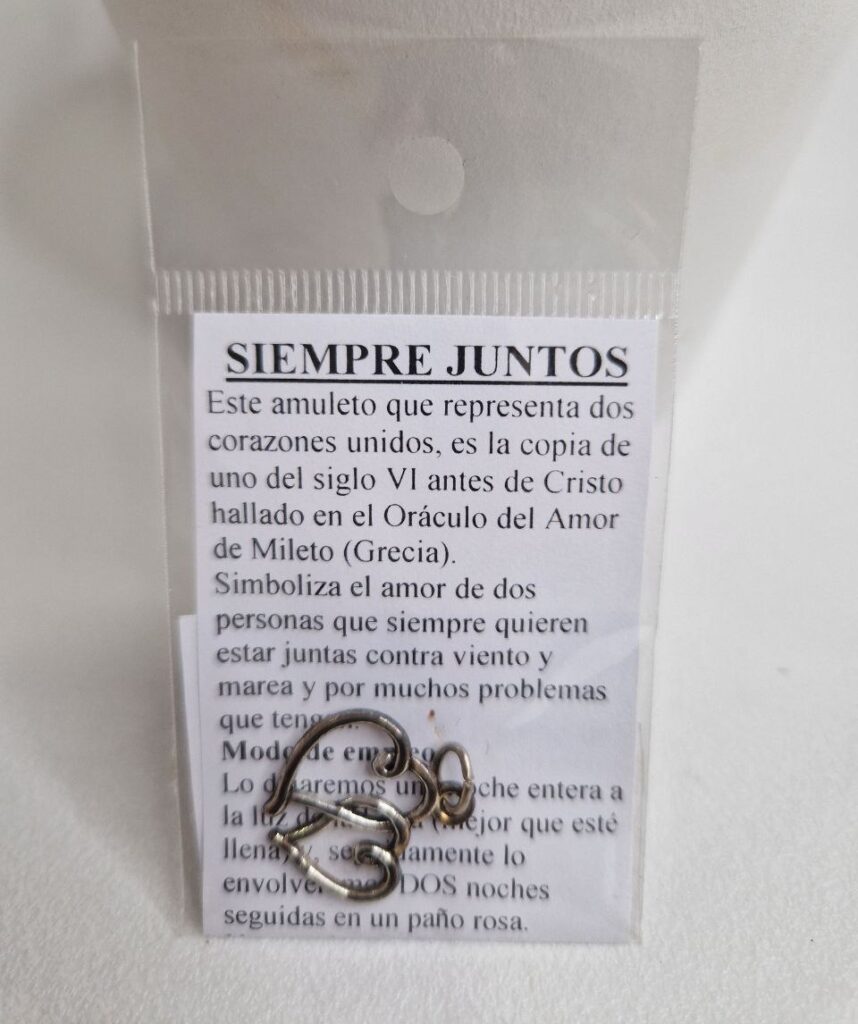 SIEMPRE JUNTOS
Este amuleto que representa dos
corazones unidos, es la copia de
uno del siglo VI antes de Cristo
hallado en el Oráculo del Amor
de Mileto (Grecia).
Simboliza el amor de dos
personas que siempre quieren
estar juntas contra viento y
marea y por muchos problemas
que
Modo de empleo
Lo entera a
la luz de (mejor que esté
llena) y, lo
DOS noches
seguidas en un paño rosa.